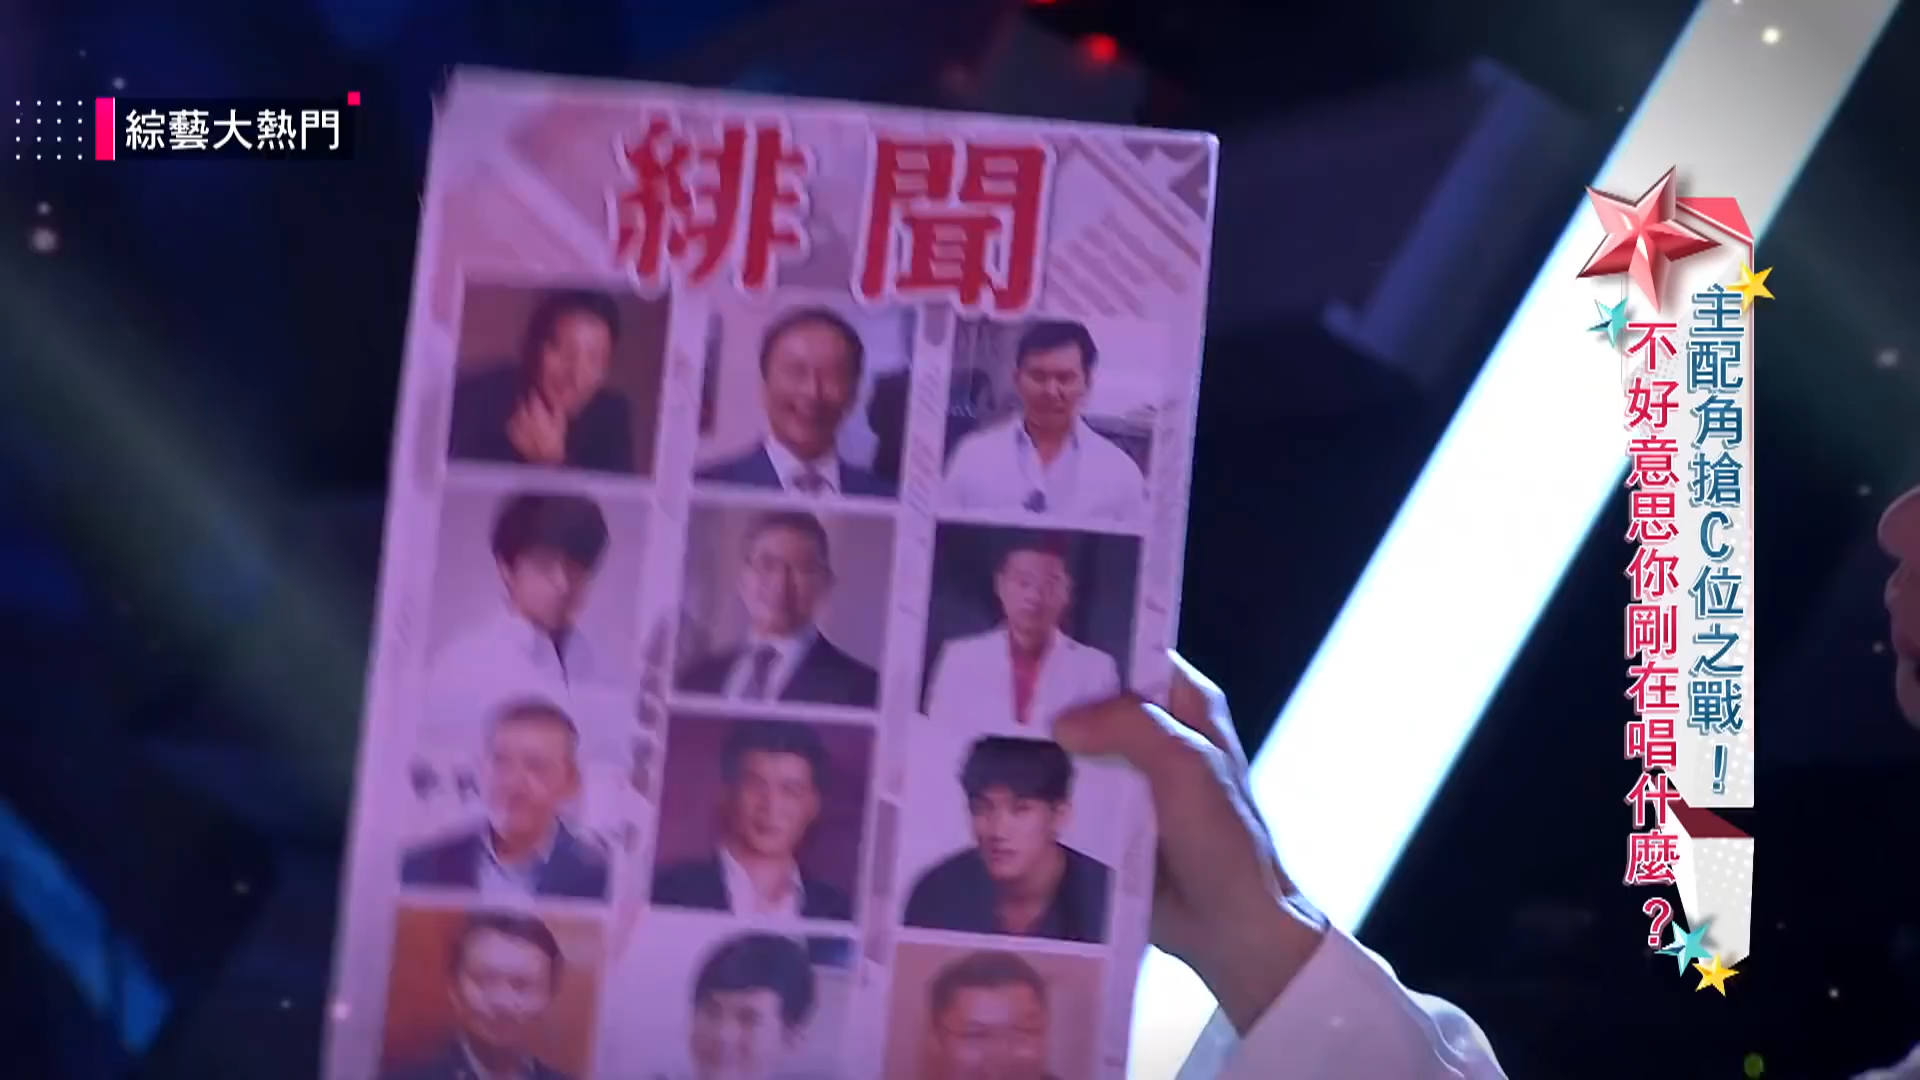 綜藝大熱門
緋聞
主配角搶C位之戰！
不好意思你剛在唱什麼？